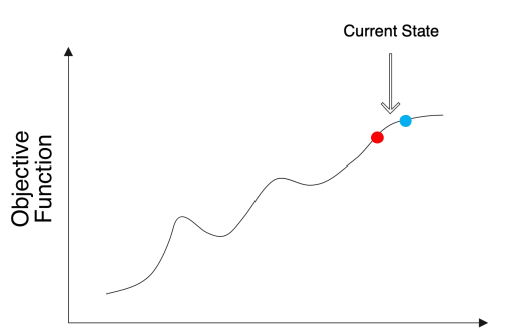 Current State
Objective
Function